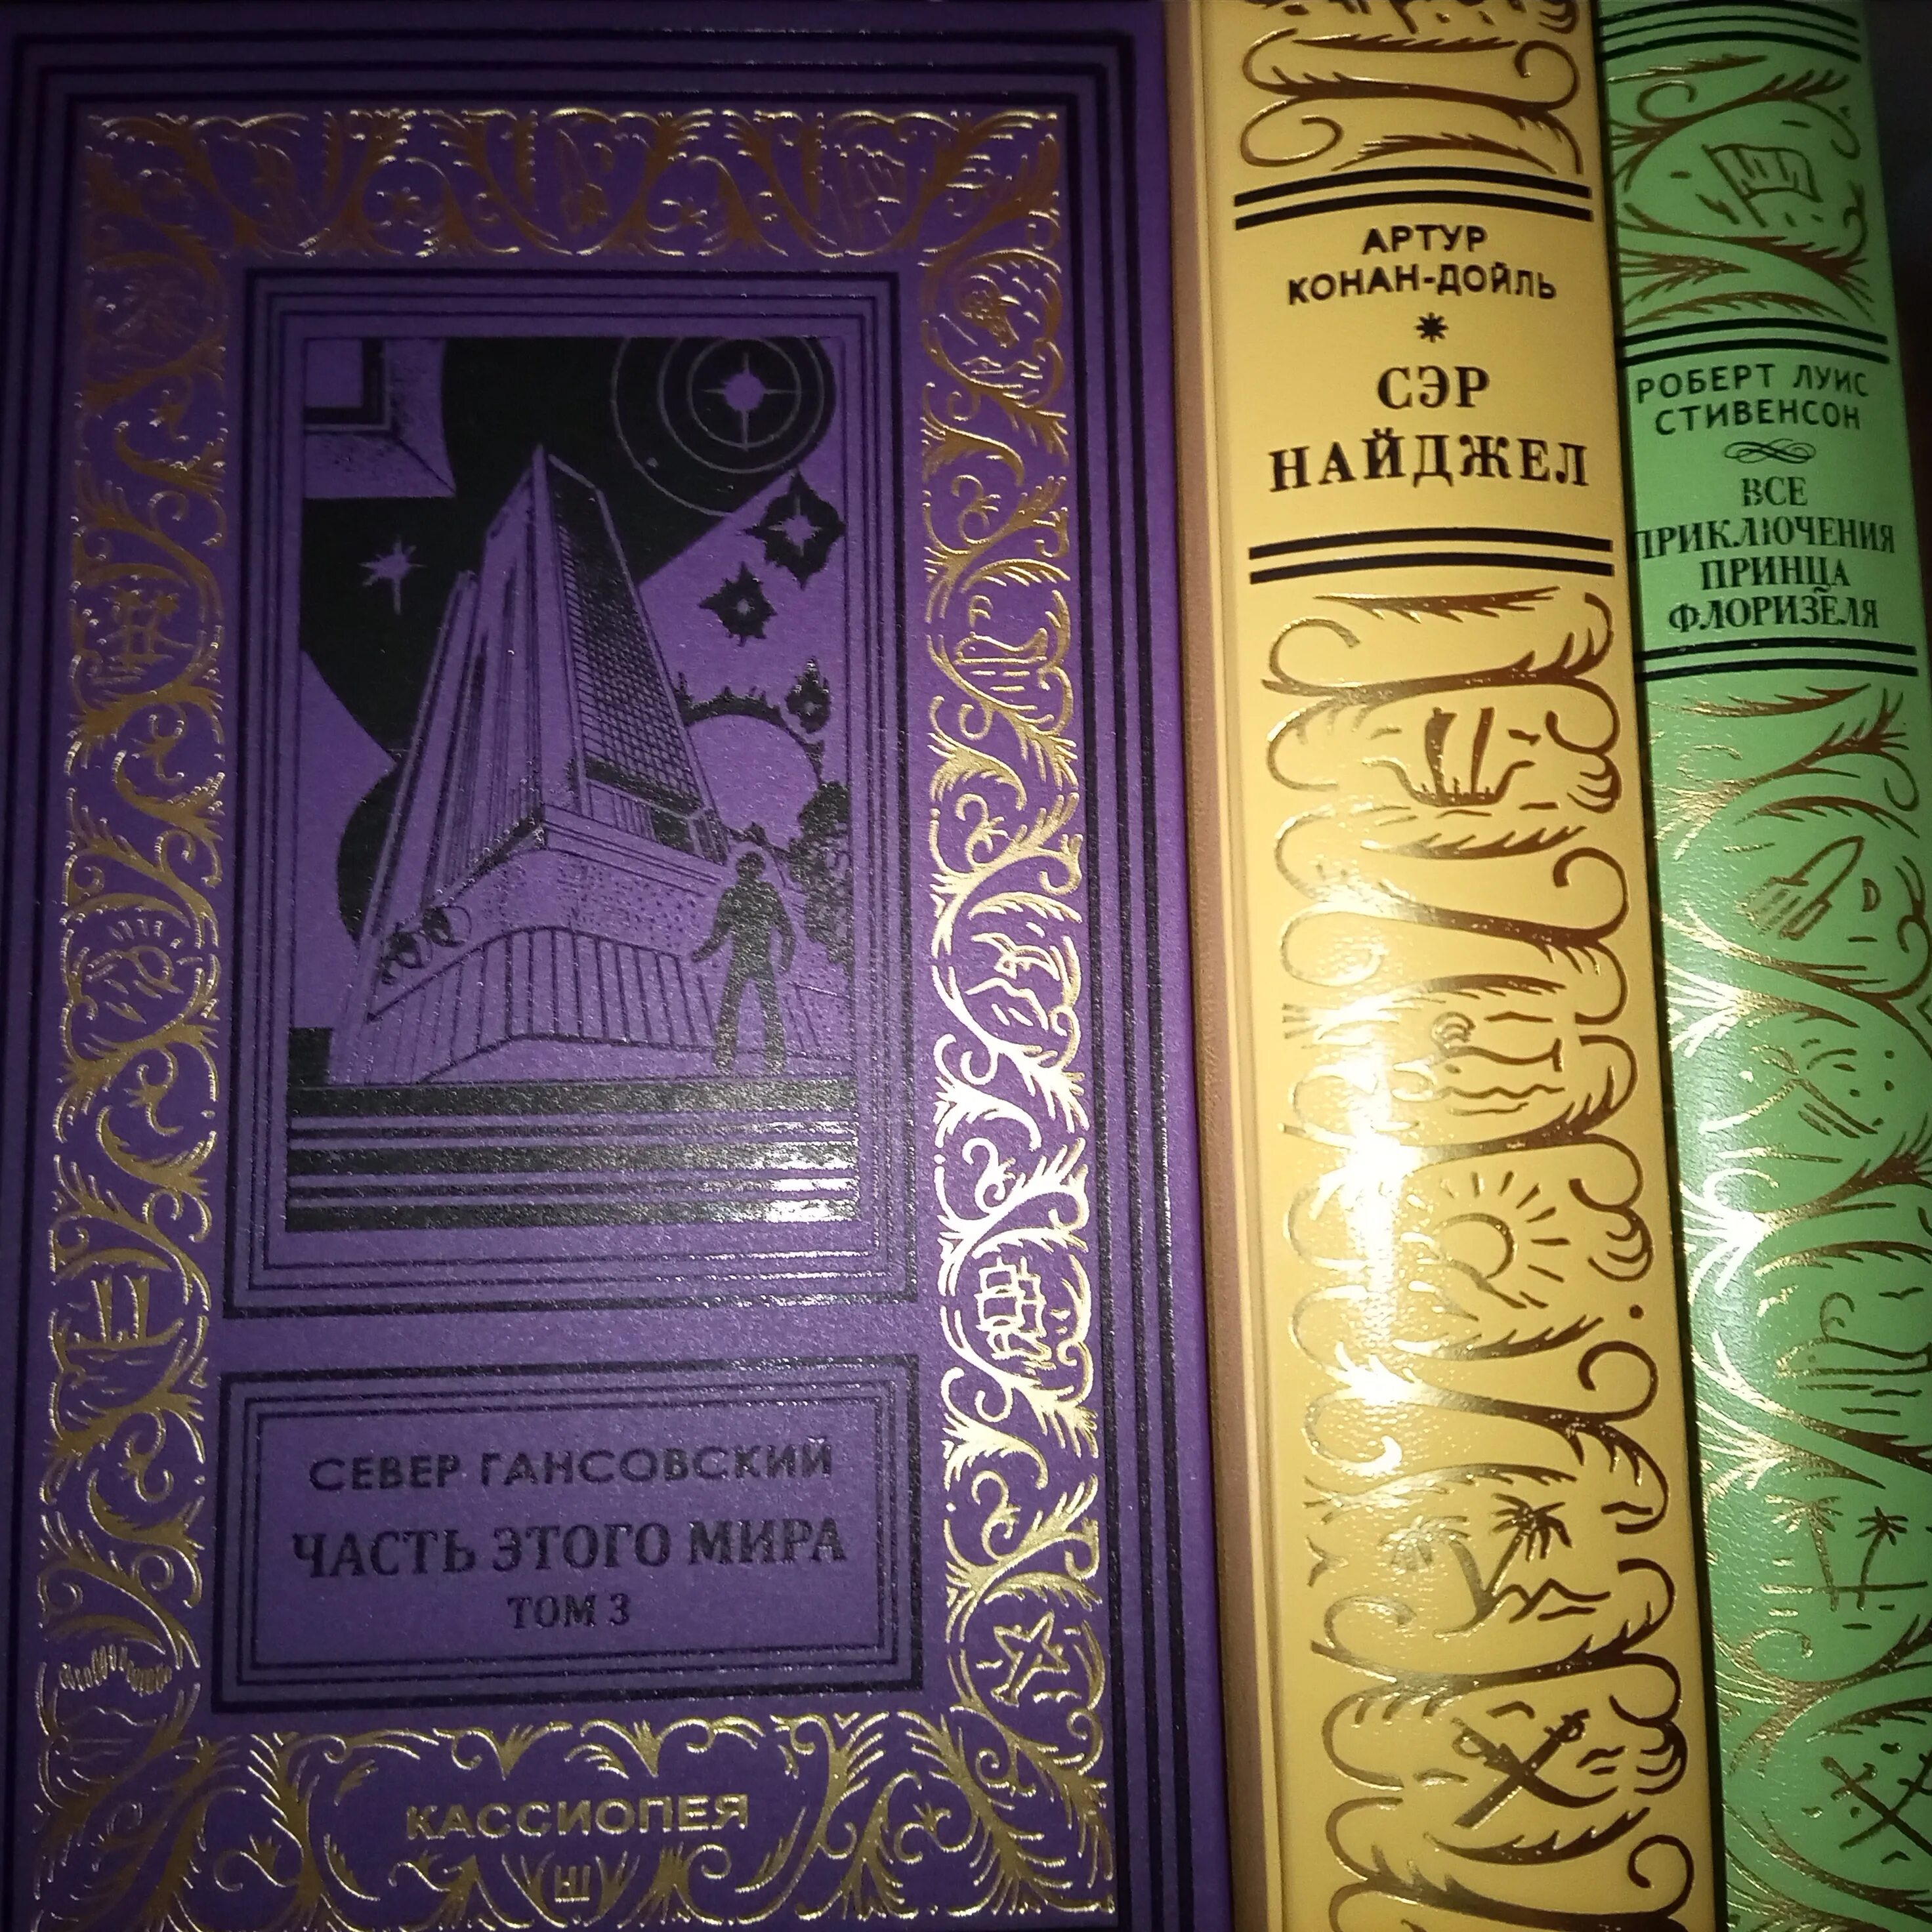 СЕВЕР ГАНСОВСКИЙ
ЧАСТЬ ЭТОГО МИРА
ТОМ 3
КАССИОПЕЯ
АРТУР
КОНАН-ДОЙЛЬ
СЭР
НАЙДЖЕЛ
РОБЕРТ ЛУИС
СТИВЕНСОН
ВСЕ
ПРИКЛЮЧЕНИЯ
ПРИНЦА
ФЛОРИЗЕЛЯ